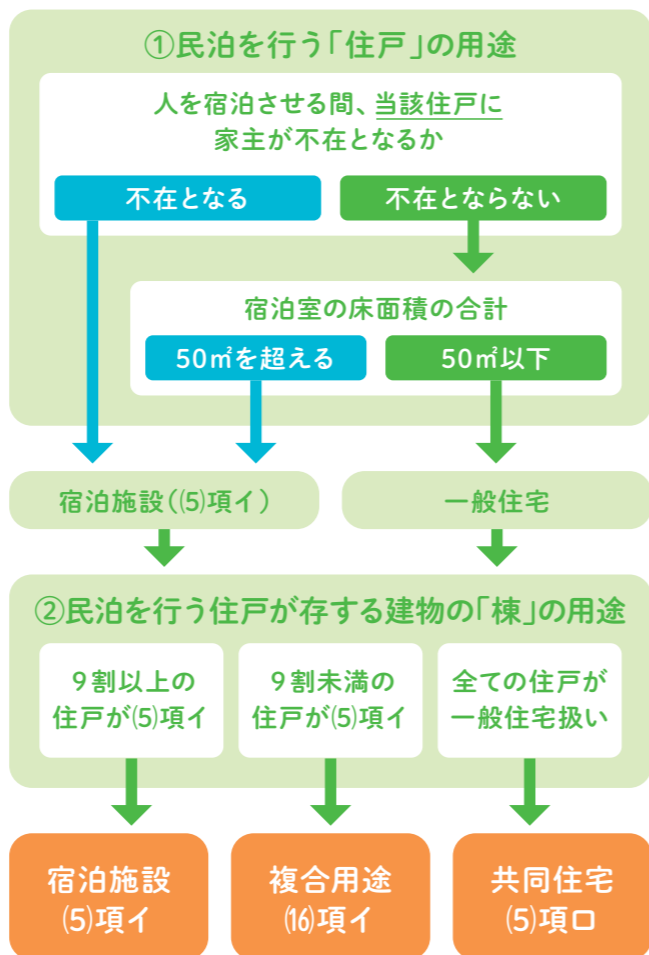 ①民泊を行う「住戸」の用途
人を宿泊させる間、当該住戸に
家主が不在となるか
不在となる
不在とならない
宿泊室の床面積の合計
50㎡を超える
50㎡以下
宿泊施設(⑸項イ)
一般住宅
②民泊を行う住戸が存する建物の「棟」の用途
9割以上の
住戸が⑸項イ
9割未満の
住戸が⑸項イ
全ての住戸が
一般住宅扱い
宿泊施設
⑸項イ
複合用途
⒃項イ
共同住宅
⑸項ロ